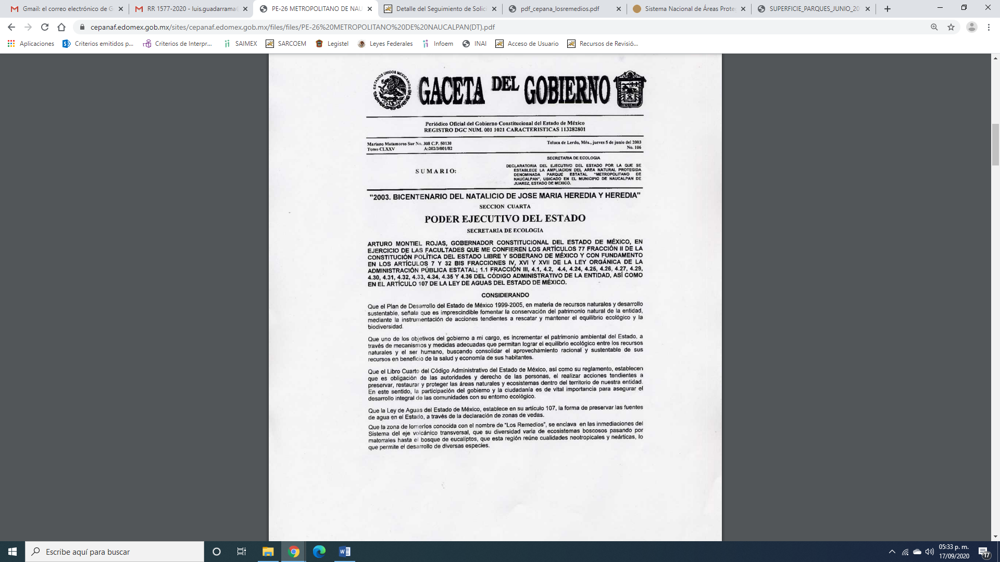 Gmail: el correo electrónico de G
RR 1577-2020 - luis.guadarrama
PE-26 METROPOLITANO DE NAU
Detalle del Seguimiento de Solici
pdf_cepana_losremedios.pdf
Sistema Nacional de Áreas Prote
SUPERFICIE_PARQUES_JUNIO_20
cepanaf.edomex.gob.mx/sites/cepanaf.edomex.gob.mx/files/files/PE-26%20METROPOLITANO%20DE%20NAUCALPAN(DT).pdf
Aplicaciones
Criterios emitidos p...
Criterios de Interpr...
SAIMEX
SARCOEM
Legistel
Leyes Federales
Infoem
INAI
Acceso de Usuario
Recursos de Revisió...
ESTADOS UNIDOS MEXICANOS
GACETA DEL GOBIERNO
Periódico Oficial del Gobierno Constitucional del Estado de México
REGISTRO DGC NUM. 001 1021 CARACTERISTICAS 113282801
Mariano Matamoros Sur No. 308 C.P. 50130
Tomo CLXXV A:202/3/001/02
Toluca de Lerdo, Méx., jueves 5 de junio del 2003
No. 106
SECRETARIA DE ECOLOGIA
SUMARIO:
DECLARATORIA DEL EJECUTIVO DEL ESTADO POR LA QUE SE
ESTABLECE LA AMPLIACION DEL AREA NATURAL PROTEGIDA
DENOMINADA PARQUE ESTATAL "METROPOLITANO DE
NAUCALPAN", UBICADO EN EL MUNICIPIO DE NAUCALPAN DE
JUAREZ, ESTADO DE MEXICO.
"2003. BICENTENARIO DEL NATALICIO DE JOSE MARIA HEREDIA Y HEREDIA"
SECCION CUARTA
PODER EJECUTIVO DEL ESTADO
SECRETARIA DE ECOLOGIA
ARTURO MONTIEL ROJAS, GOBERNADOR CONSTITUCIONAL DEL ESTADO DE MÉXICO, EN
EJERCICIO DE LAS FACULTADES QUE ME CONFIEREN LOS ARTÍCULOS 77 FRACCIÓN II DE LA
CONSTITUCIÓN POLÍTICA DEL ESTADO LIBRE Y SOBERANO DE MÉXICO Y CON FUNDAMENTO
EN LOS ARTÍCULOS 7 Y 32 BIS FRACCIONES IV, XVI Y XVII DE LA LEY ORGÁNICA DE LA
ADMINISTRACIÓN PÚBLICA ESTATAL; 1.1 FRACCIÓN III, 4.1, 4.2, 4.4, 4.24, 4.25, 4.26, 4.27, 4.29,
4.30, 4.31, 4.32, 4.33, 4.34, 4.35 Y 4.36 DEL CÓDIGO ADMINISTRATIVO DE LA ENTIDAD, ASÍ COMO
EN EL ARTÍCULO 107 DE LA LEY DE AGUAS DEL ESTADO DE MÉXICO.
CONSIDERANDO
Que el Plan de Desarrollo del Estado de México 1999-2005, en materia de recursos naturales y desarrollo
sustentable, señala que es imprescindible fomentar la conservación del patrimonio natural de la entidad,
mediante la instrumentación de acciones tendientes a rescatar y mantener el equilibrio ecológico y la
biodiversidad.
Que uno de los objetivos del gobierno a mi cargo, es incrementar el patrimonio ambiental del Estado, a
través de mecanismos y medidas adecuadas que permitan lograr el equilibrio ecológico entre los recursos
naturales y el ser humano, buscando consolidar el aprovechamiento racional y sustentable de sus
recursos en beneficio de la salud y economía de sus habitantes.
Que el Libro Cuarto del Código Administrativo del Estado de México, así como su reglamento, establecen
que es obligación de las autoridades y derecho de las personas, el realizar acciones tendientes a
preservar, restaurar y proteger las áreas naturales y ecosistemas dentro del territorio de nuestra entidad.
En este sentido, la participación del gobierno y la ciudadanía es de vital importancia para asegurar el
desarrollo integral de las comunidades con su entorno ecológico.
Que la Ley de Aguas del Estado de México, establece en su artículo 107, la forma de preservar las fuentes
de agua en el Estado, a través de la declaración de zonas de vedas.
Que la zona de lomeríos conocida con el nombre de "Los Remedios", se enclava en las inmediaciones del
Sistema del eje volcánico transversal, que su diversidad varia de ecosistemas boscosos pasando por
matorrales hasta el bosque de eucaliptos, que esta región reúne cualidades neotropicales y neárticas, lo
que permite el desarrollo de diversas especies.
Escribe aquí para buscar
05:33 p. m.
17/09/2020
17